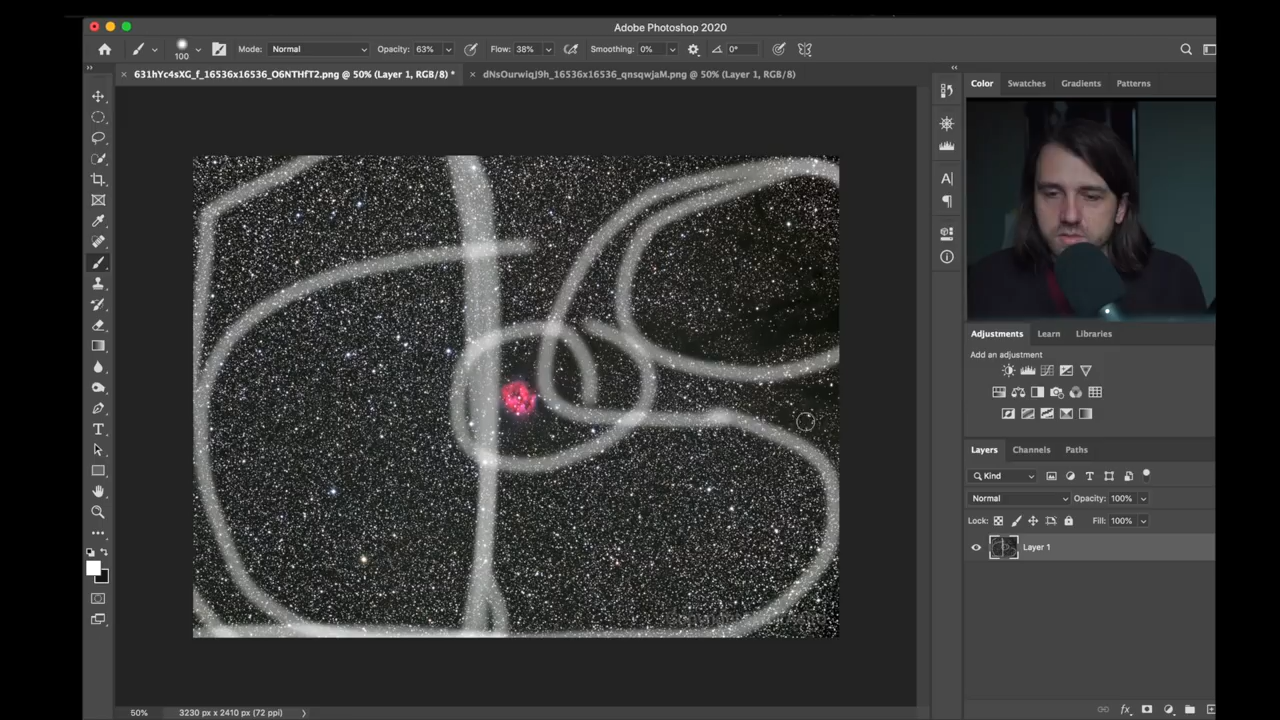 Adobe Photoshop 2020
100 Mode: Normal Opacity: 63% Flow: 38% Smoothing: 0% 0°
631hYc4sXG_f_16536x16536_O6NTHfT2.png @ 50% (Layer 1, RGB/8) * dNsOurwiqJ9h_16536x16536_qnsqwjaM.png @ 50% (Layer 1, RGB/8)
Color Swatches Gradients Patterns
Adjustments Learn Libraries
Add an adjustment
Layers Channels Paths
Kind
Normal Opacity: 100%
Lock: Fill: 100%
Layer 1
50% 3230 px x 2410 px (72 ppi)